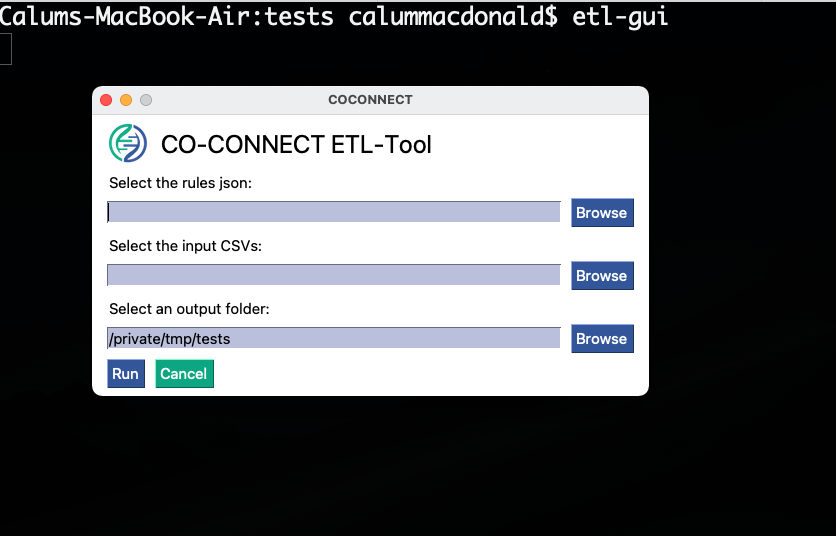 Calums-MacBook-Air:tests calummacdonald$ etl-gui
COCONNECT
CO-CONNECT ETL-Tool
Select the rules json:
Browse
Select the input CSVs:
Browse
Select an output folder:
/private/tmp/tests Browse
Run Cancel